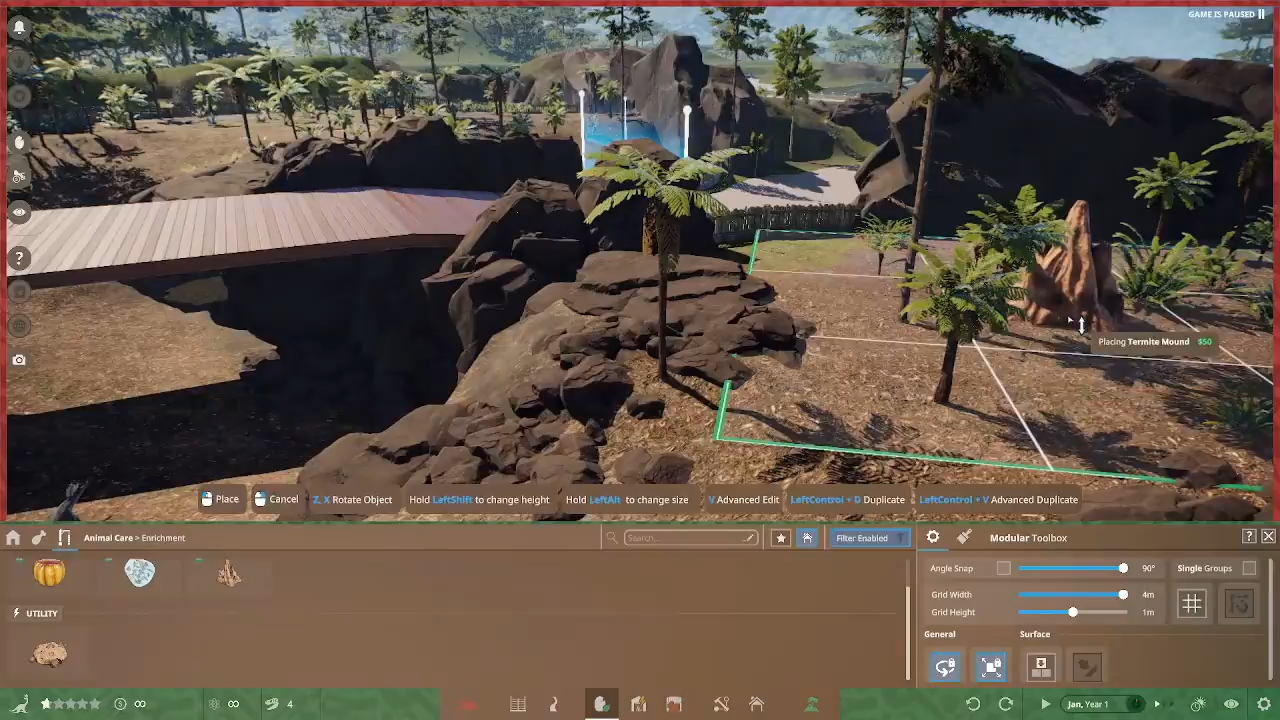 GAME IS PAUSED
Placing Termite Mound $50
Place
Cancel
Z, X Rotate Object
Hold LeftShift to change height
Hold LeftAlt to change size
V Advanced Edit
LeftControl + D Duplicate
LeftControl + V Advanced Duplicate
Animal Care > Enrichment
Search...
Filter Enabled
Modular Toolbox
?
Angle Snap 90°
Single Groups
Grid Width 4m
Grid Height 1m
General
Surface
UTILITY
∞
∞
4
Jan, Year 1